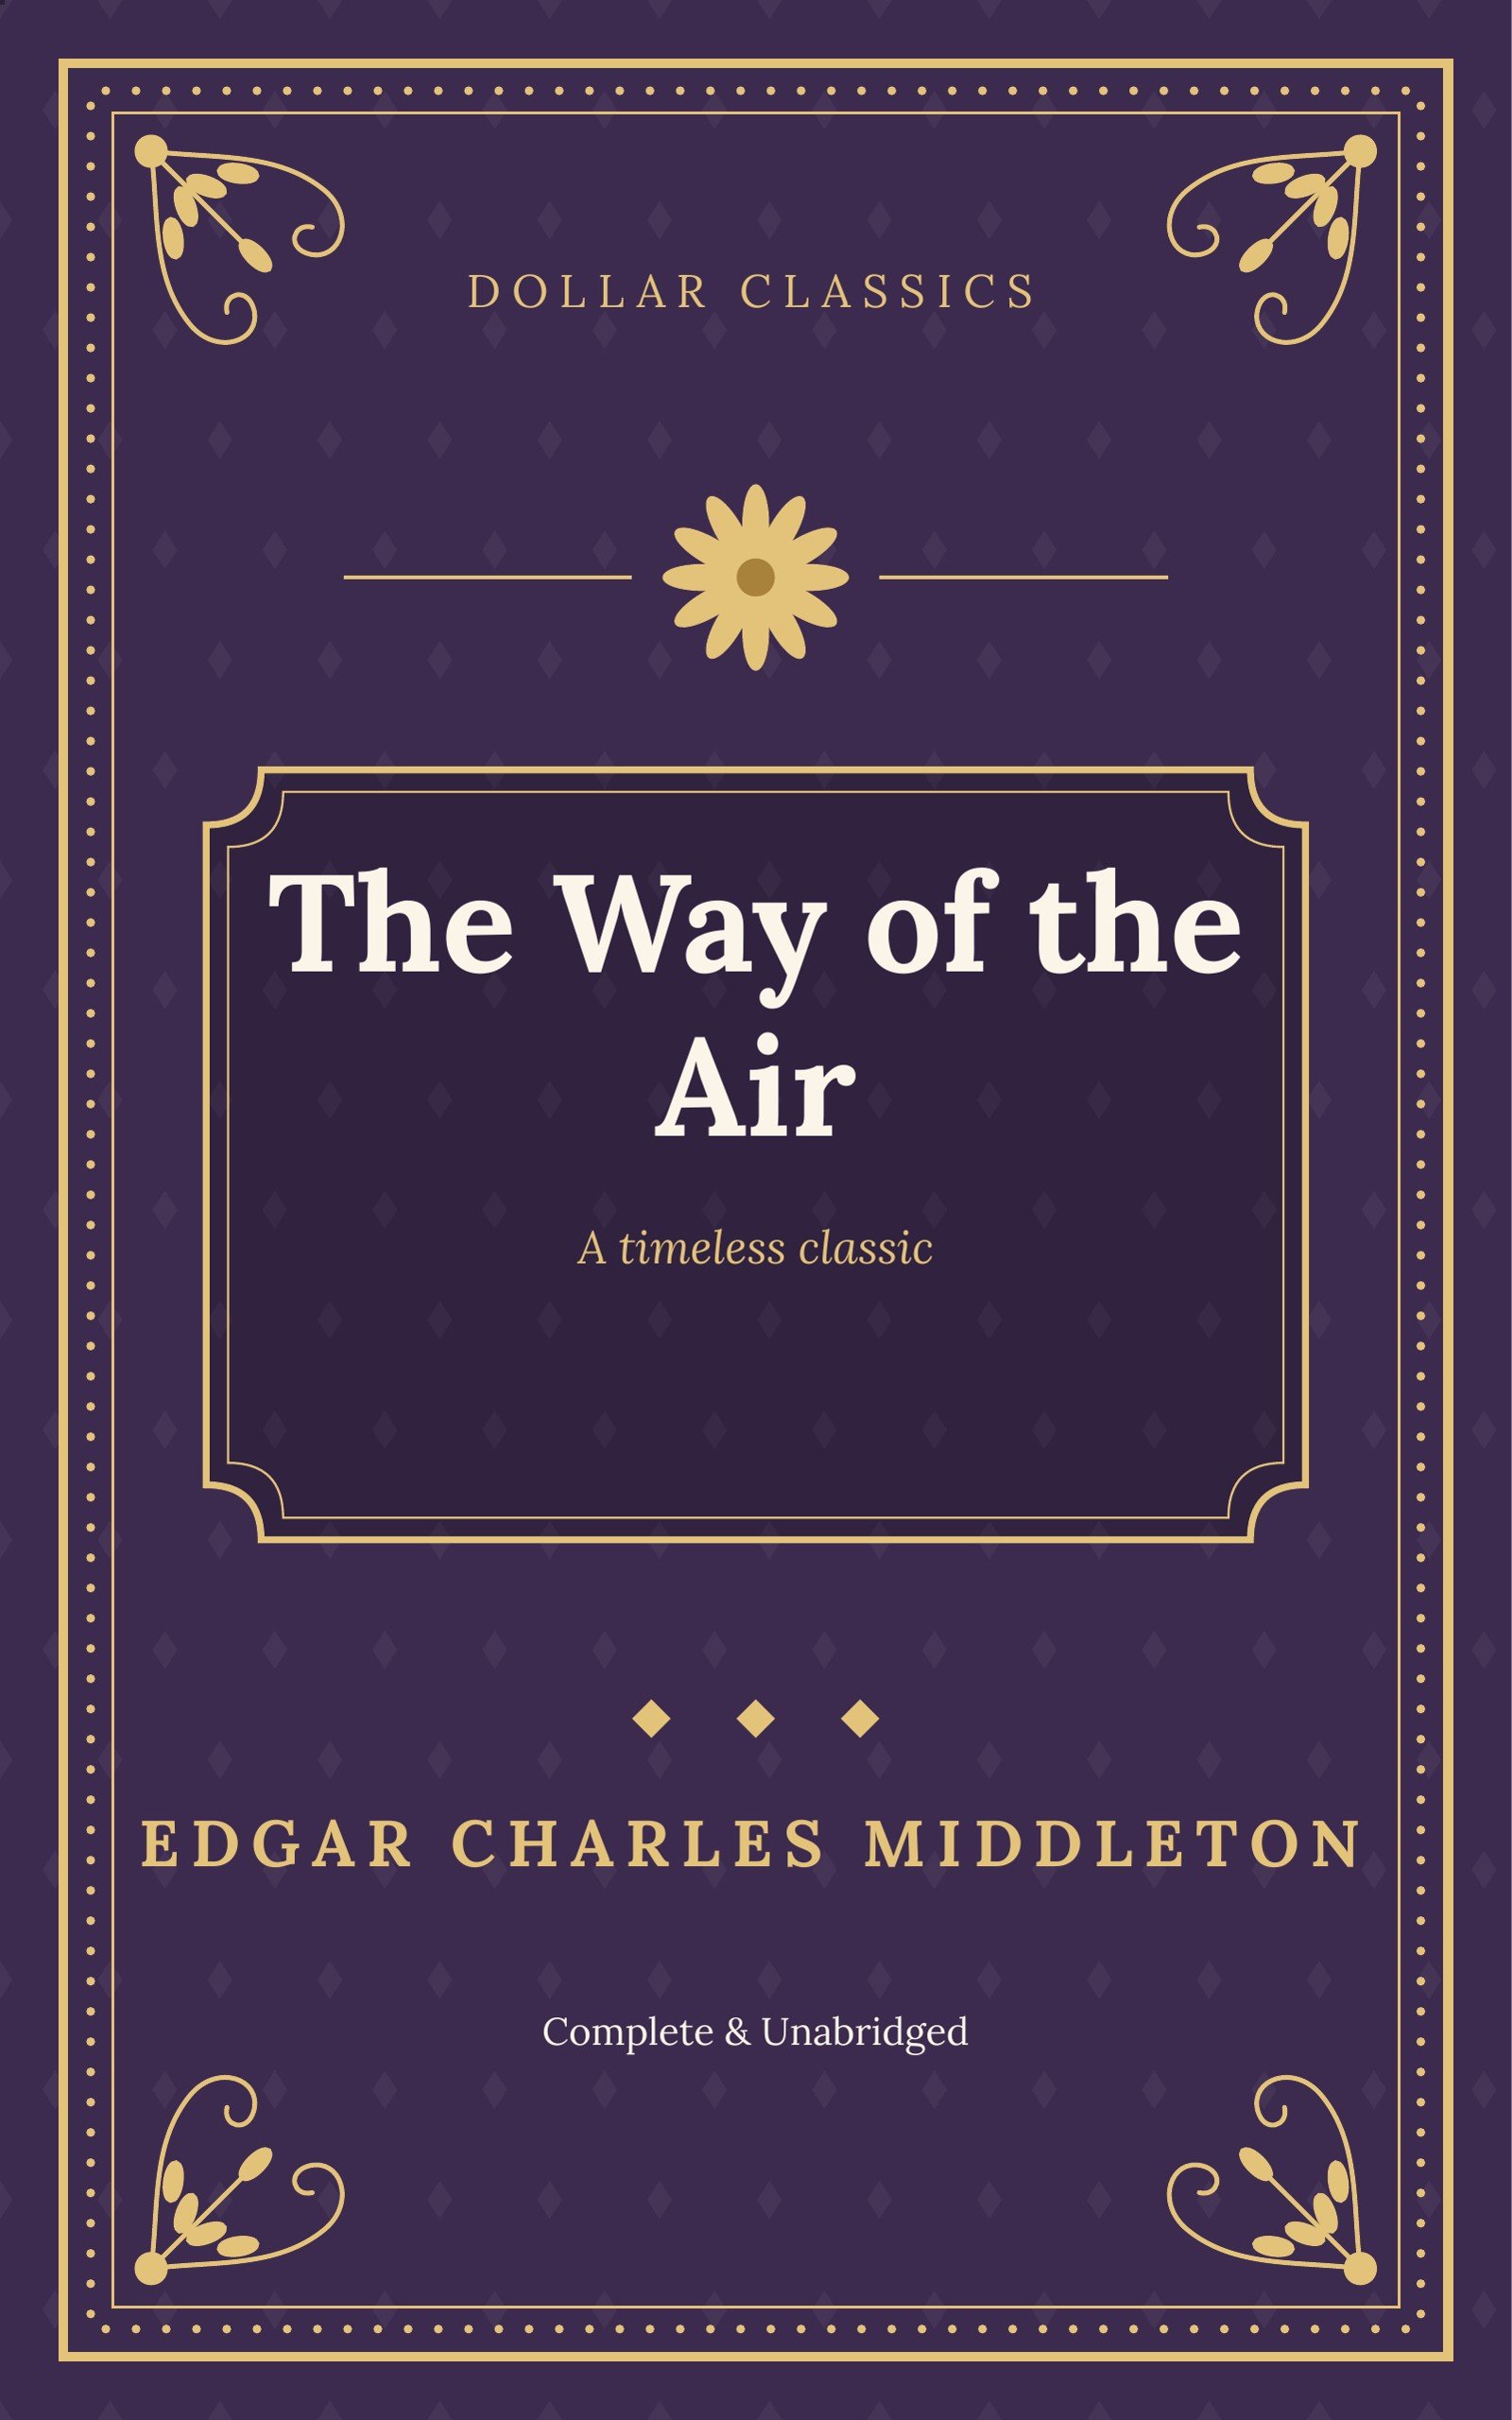 DOLLAR CLASSICS
The Way of the
Air
A timeless classic
EDGAR CHARLES MIDDLETON
Complete & Unabridged